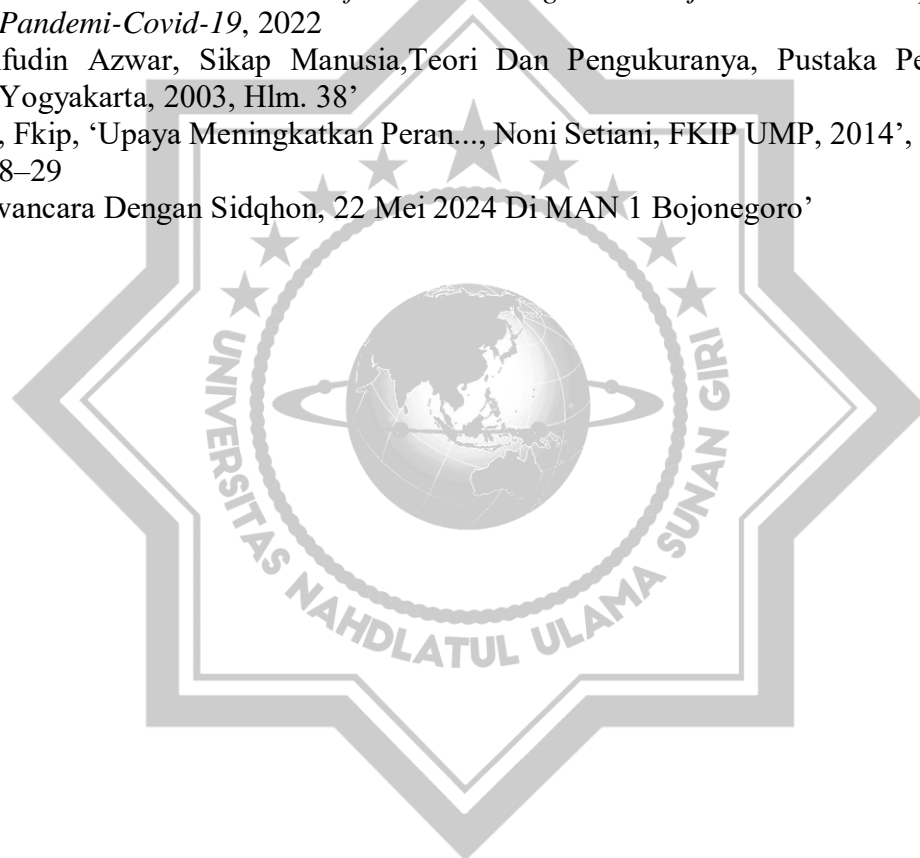 Pandemi-Covid-19, 2022
fudin Azwar, Sikap Manusia,Teori Dan Pengukuranya, Pustaka Pe
Yogyakarta, 2003, Hlm. 38’
, Fkip, ‘Upaya Meningkatkan Peran..., Noni Setiani, FKIP UMP, 2014’,
8–29
vancara Dengan Sidqhon, 22 Mei 2024 Di MAN 1 Bojonegoro’
UNIVERSITAS NAHDLATUL ULAMA SUNAN GIRI